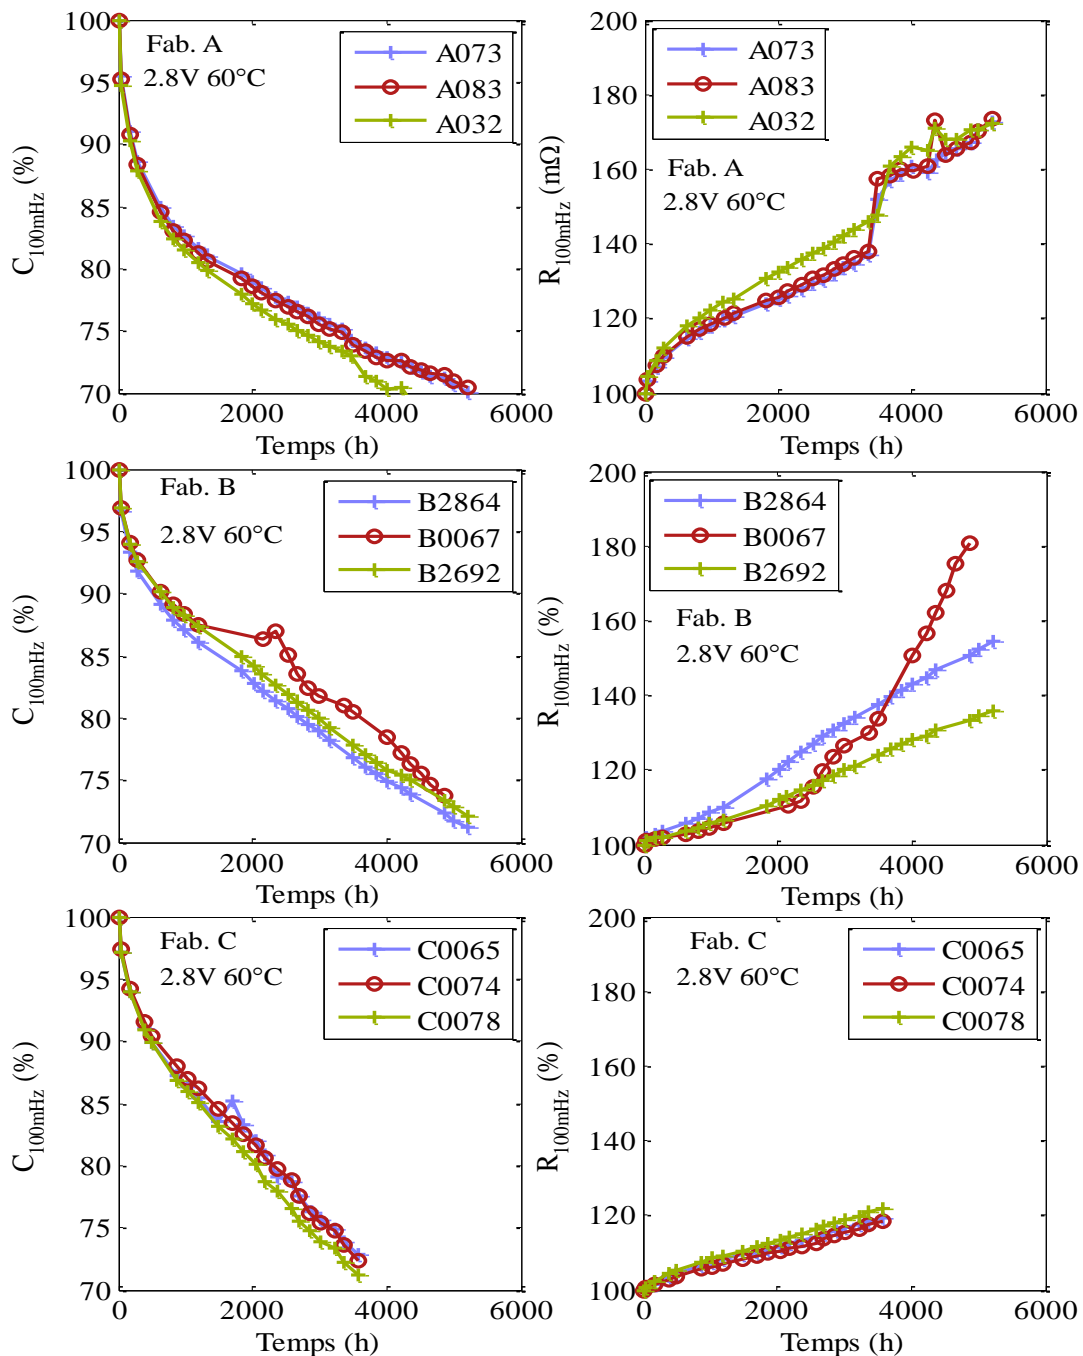 C100mHz (%)
100
95
90
85
80
75
70
Fab. A
2.8V 60°C
A073
A083
A032
0 2000 4000 6000
Temps (h)
R100mHz (mΩ)
200
180
160
140
120
100
A073
A083
A032
Fab. A
2.8V 60°C
0 2000 4000 6000
Temps (h)
C100mHz (%)
100
95
90
85
80
75
70
Fab. B
2.8V 60°C
B2864
B0067
B2692
0 2000 4000 6000
Temps (h)
R100mHz (%)
200
180
160
140
120
100
B2864
B0067
B2692
Fab. B
2.8V 60°C
0 2000 4000 6000
Temps (h)
C100mHz (%)
100
95
90
85
80
75
70
Fab. C
2.8V 60°C
C0065
C0074
C0078
0 2000 4000 6000
Temps (h)
R100mHz (%)
200
180
160
140
120
100
Fab. C
2.8V 60°C
C0065
C0074
C0078
0 2000 4000 6000
Temps (h)